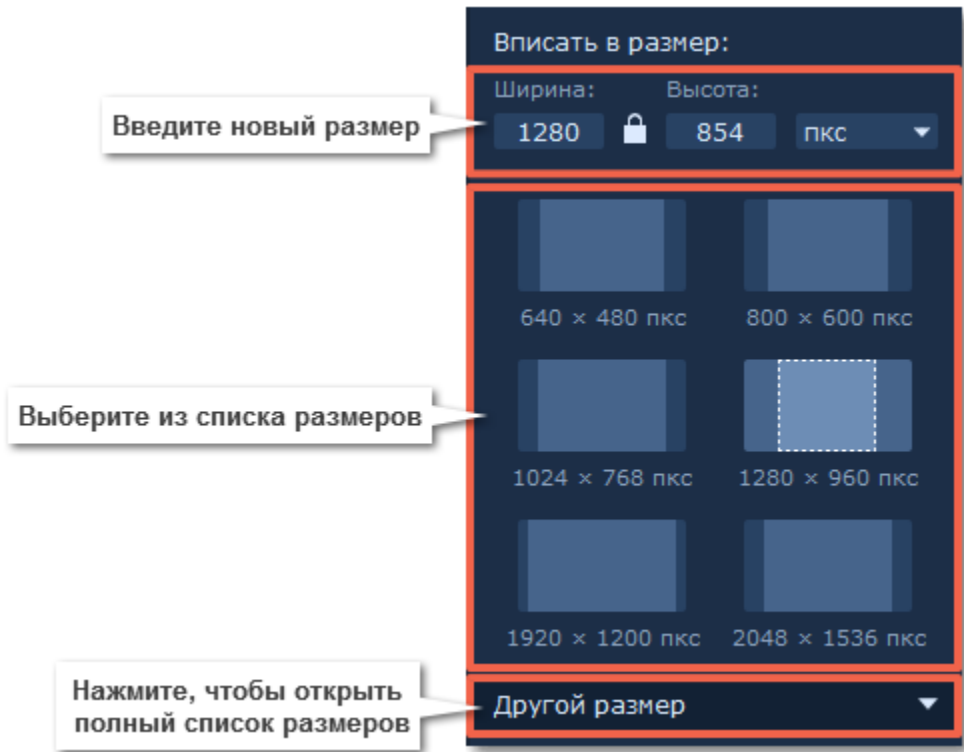 Вписать в размер:
Ширина: Высота:
Введите новый размер
1280 854 пкс
640 × 480 пкс 800 × 600 пкс
Выберите из списка размеров
1024 × 768 пкс 1280 × 960 пкс
1920 × 1200 пкс 2048 × 1536 пкс
Нажмите, чтобы открыть
полный список размеров
Другой размер